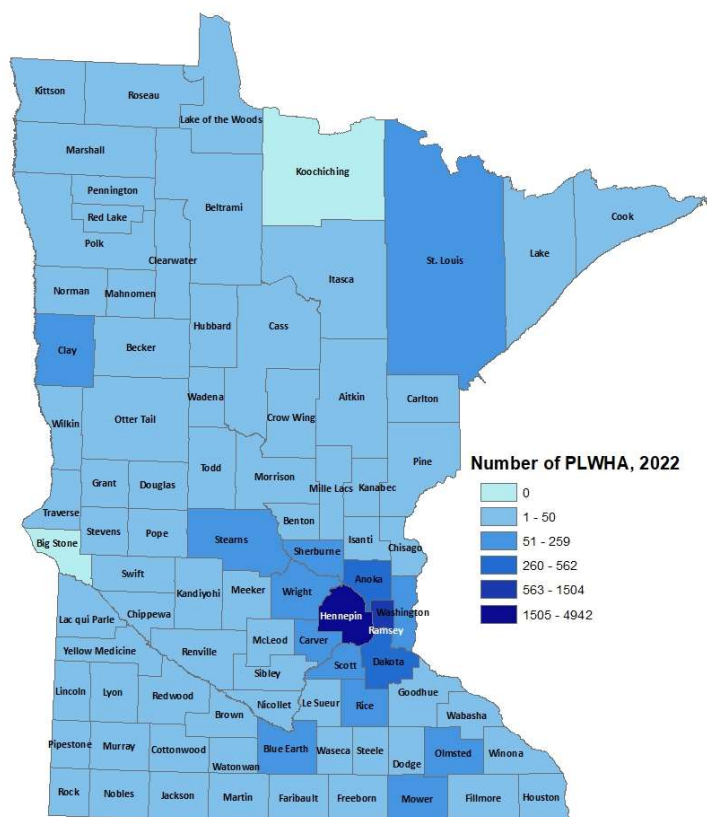 Kittson
Roseau
Lake of the Woods
Koochiching
Marshall
Pennington
Red Lake
Polk
Beltrami
Clearwater
St. Louis
Cook
Lake
Itasca
Norman
Mahnomen
Hubbard
Cass
Clay
Becker
Wadena
Crow Wing
Aitkin
Carlton
Wilkin
Otter Tail
Todd
Morrison
Mille Lacs
Kanabec
Pine
Number of PLWHA, 2022
0
1 - 50
51 - 259
260 - 562
563 - 1504
1505 - 4942
Grant
Douglas
Traverse
Stevens
Pope
Stearns
Benton
Isanti
Chisago
Big Stone
Sherburne
Swift
Kandiyohi
Meeker
Wright
Anoka
Hennepin
Washington
Ramsey
Lac qui Parle
Chippewa
Yellow Medicine
Renville
McLeod
Carver
Scott
Dakota
Sibley
Lincoln
Lyon
Redwood
Nicollet
Le Sueur
Rice
Goodhue
Wabasha
Brown
Pipestone
Murray
Cottonwood
Watonwan
Blue Earth
Waseca
Steele
Dodge
Olmsted
Winona
Rock
Nobles
Jackson
Martin
Faribault
Freeborn
Mower
Fillmore
Houston